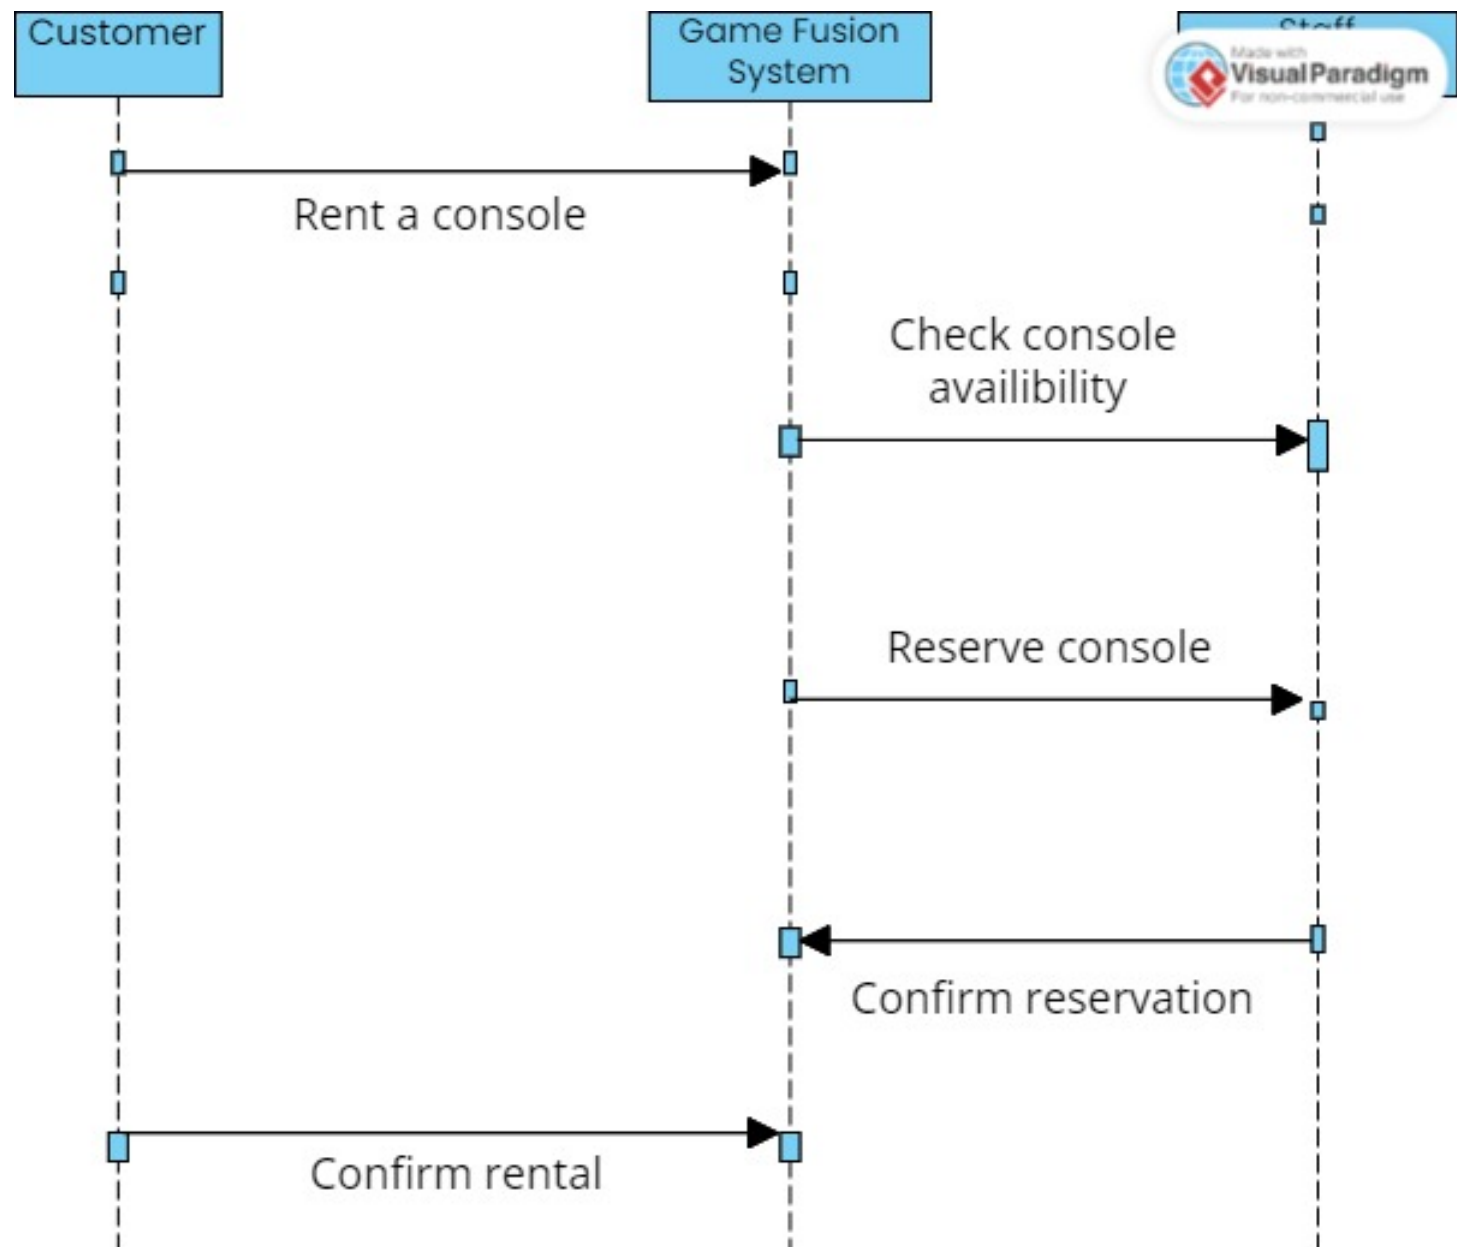 Customer
Game Fusion
System
Staff
Made with
Visual Paradigm
For non-commercial use
Rent a console
Check console
availibility
Reserve console
Confirm reservation
Confirm rental